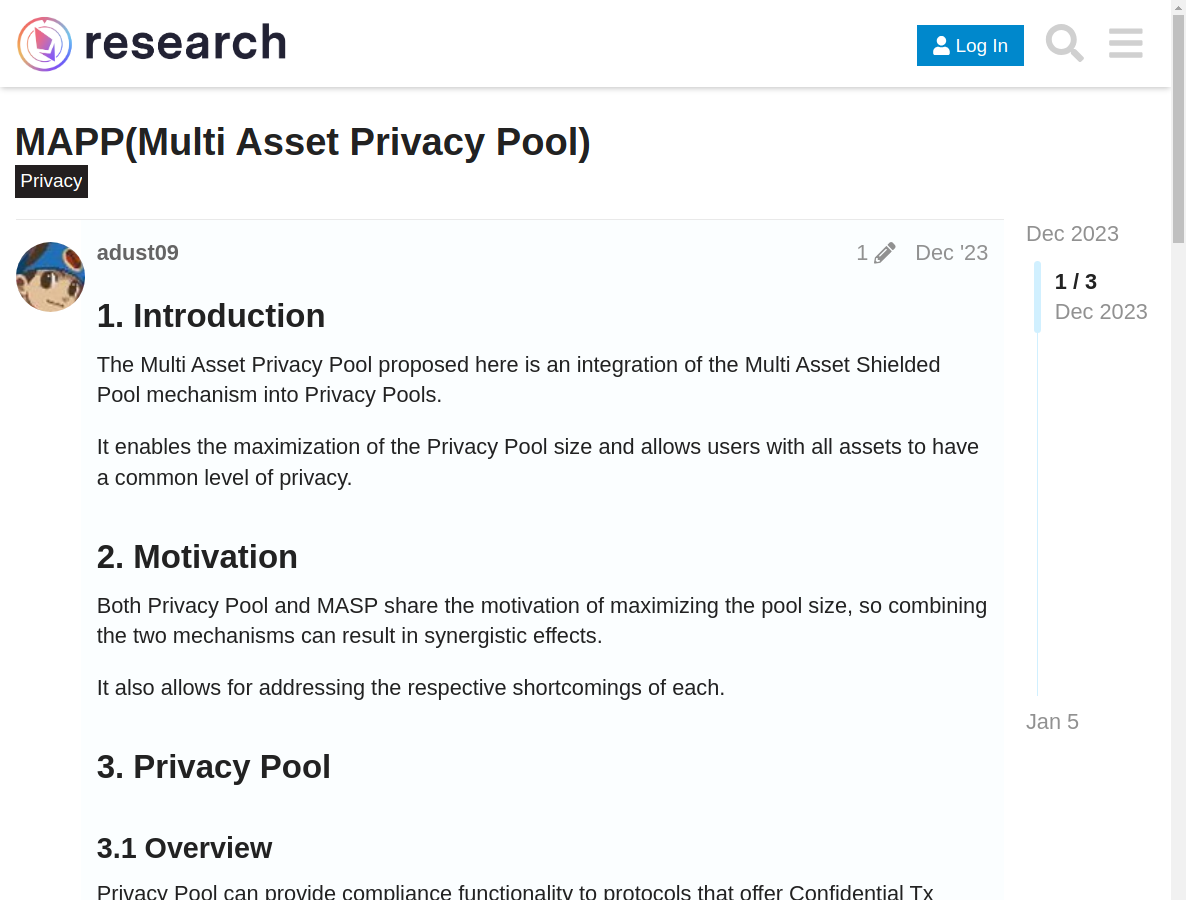 research
Log In
MAPP(Multi Asset Privacy Pool)
Privacy
adust09
1
Dec '23
Dec 2023
1 / 3
Dec 2023
Jan 5
1. Introduction
The Multi Asset Privacy Pool proposed here is an integration of the Multi Asset Shielded
Pool mechanism into Privacy Pools.
It enables the maximization of the Privacy Pool size and allows users with all assets to have
a common level of privacy.
2. Motivation
Both Privacy Pool and MASP share the motivation of maximizing the pool size, so combining
the two mechanisms can result in synergistic effects.
It also allows for addressing the respective shortcomings of each.
3. Privacy Pool
3.1 Overview
Privacy Pool can provide compliance functionality to protocols that offer Confidential Tx